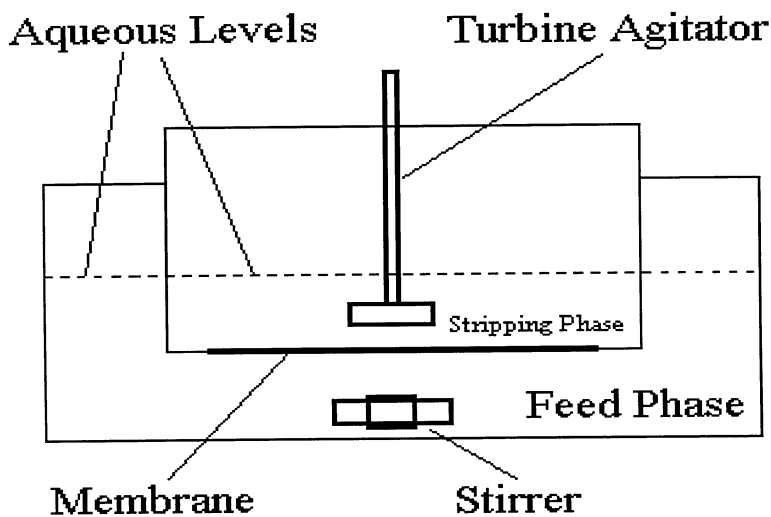 Aqueous Levels
Turbine Agitator
Stripping Phase
Feed Phase
Membrane
Stirrer